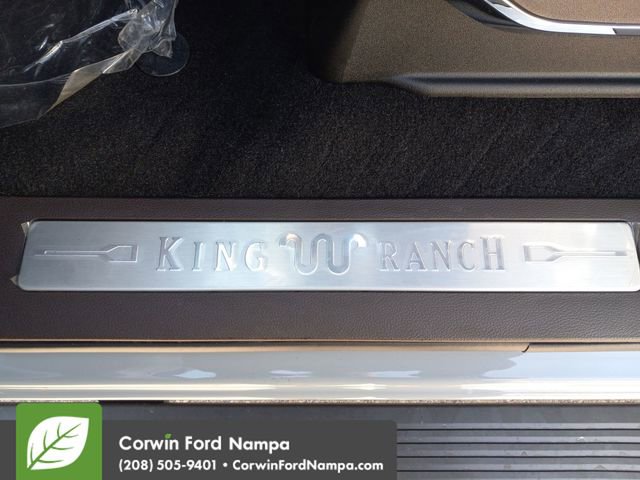 KING RANCH
Corwin Ford Nampa
(208) 505-9401 • CorwinFordNampa.com